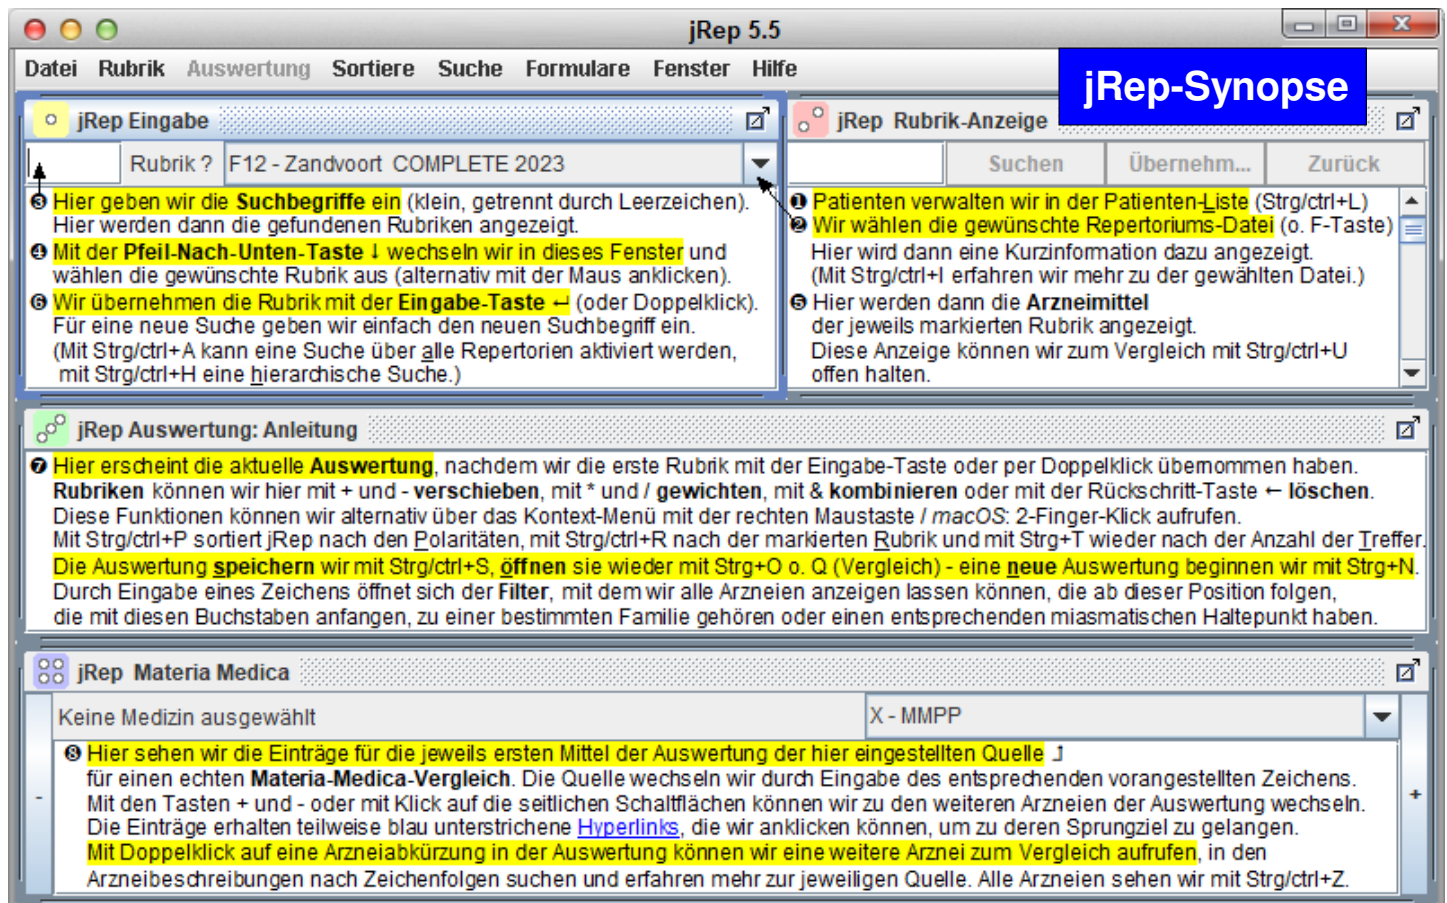 jRep 5.5
Datei Rubrik Auswertung Sortiere Suche Formulare Fenster Hilfe
jRep-Synopse
jRep Eingabe
Rubrik ? F12 - Zandvoort COMPLETE 2023
❸ Hier geben wir die Suchbegriffe ein (klein, getrennt durch Leerzeichen).
Hier werden dann die gefundenen Rubriken angezeigt.
❹ Mit der Pfeil-Nach-Unten-Taste ↓ wechseln wir in dieses Fenster und
wählen die gewünschte Rubrik aus (alternativ mit der Maus anklicken).
❻ Wir übernehmen die Rubrik mit der Eingabe-Taste ↵ (oder Doppelklick).
Für eine neue Suche geben wir einfach den neuen Suchbegriff ein.
(Mit Strg/ctrl+A kann eine Suche über alle Repertorien aktiviert werden,
mit Strg/ctrl+H eine hierarchische Suche.)
jRep Rubrik-Anzeige
Suchen Übernehm... Zurück
❶ Patienten verwalten wir in der Patienten-Liste (Strg/ctrl+L)
❷ Wir wählen die gewünschte Repertoriums-Datei (o. F-Taste)
Hier wird dann eine Kurzinformation dazu angezeigt.
(Mit Strg/ctrl+I erfahren wir mehr zu der gewählten Datei.)
❺ Hier werden dann die Arzneimittel
der jeweils markierten Rubrik angezeigt.
Diese Anzeige können wir zum Vergleich mit Strg/ctrl+U
offen halten.
jRep Auswertung: Anleitung
❼ Hier erscheint die aktuelle Auswertung, nachdem wir die erste Rubrik mit der Eingabe-Taste oder per Doppelklick übernommen haben.
Rubriken können wir hier mit + und - verschieben, mit * und / gewichten, mit & kombinieren oder mit der Rückschritt-Taste ← löschen.
Diese Funktionen können wir alternativ über das Kontext-Menü mit der rechten Maustaste / macOS: 2-Finger-Klick aufrufen.
Mit Strg/ctrl+P sortiert jRep nach den Polaritäten, mit Strg/ctrl+R nach der markierten Rubrik und mit Strg+T wieder nach der Anzahl der Treffer.
Die Auswertung speichern wir mit Strg/ctrl+S, öffnen sie wieder mit Strg+O o. Q (Vergleich) - eine neue Auswertung beginnen wir mit Strg+N.
Durch Eingabe eines Zeichens öffnet sich der Filter, mit dem wir alle Arzneien anzeigen lassen können, die ab dieser Position folgen,
die mit diesen Buchstaben anfangen, zu einer bestimmten Familie gehören oder einen entsprechenden miasmatischen Haltepunkt haben.
jRep Materia Medica
Keine Medizin ausgewählt X - MMPP
❽ Hier sehen wir die Einträge für die jeweils ersten Mittel der Auswertung der hier eingestellten Quelle ⮥
für einen echten Materia-Medica-Vergleich. Die Quelle wechseln wir durch Eingabe des entsprechenden vorangestellten Zeichens.
- Mit den Tasten + und - oder mit Klick auf die seitlichen Schaltflächen können wir zu den weiteren Arzneien der Auswertung wechseln. +
Die Einträge erhalten teilweise blau unterstrichene Hyperlinks, die wir anklicken können, um zu deren Sprungziel zu gelangen.
Mit Doppelklick auf eine Arzneiabkürzung in der Auswertung können wir eine weitere Arznei zum Vergleich aufrufen, in den
Arzneibeschreibungen nach Zeichenfolgen suchen und erfahren mehr zur jeweiligen Quelle. Alle Arzneien sehen wir mit Strg/ctrl+Z.